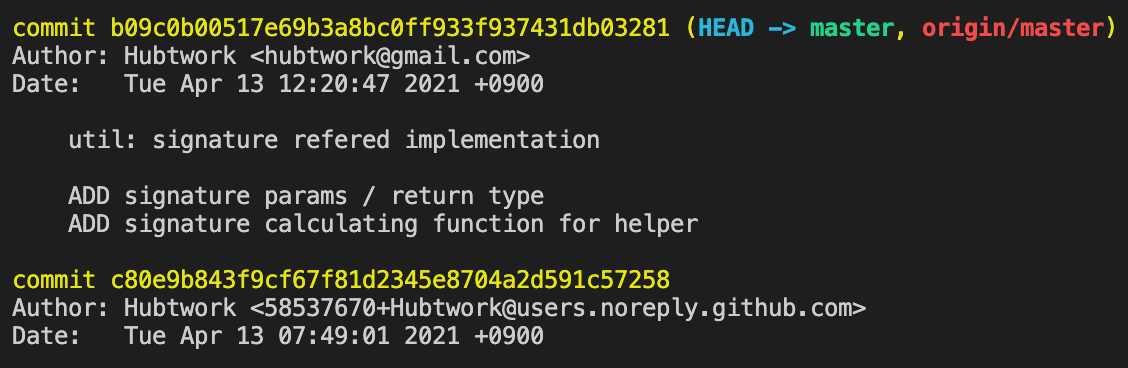 commit b09c0b00517e69b3a8bc0ff933f937431db03281 (HEAD -> master, origin/master)
Author: Hubtwork <hubtwork@gmail.com>
Date:   Tue Apr 13 12:20:47 2021 +0900
util: signature refered implementation
ADD signature params / return type
ADD signature calculating function for helper
commit c80e9b843f9cf67f81d2345e8704a2d591c57258
Author: Hubtwork <58537670+Hubtwork@users.noreply.github.com>
Date:   Tue Apr 13 07:49:01 2021 +0900